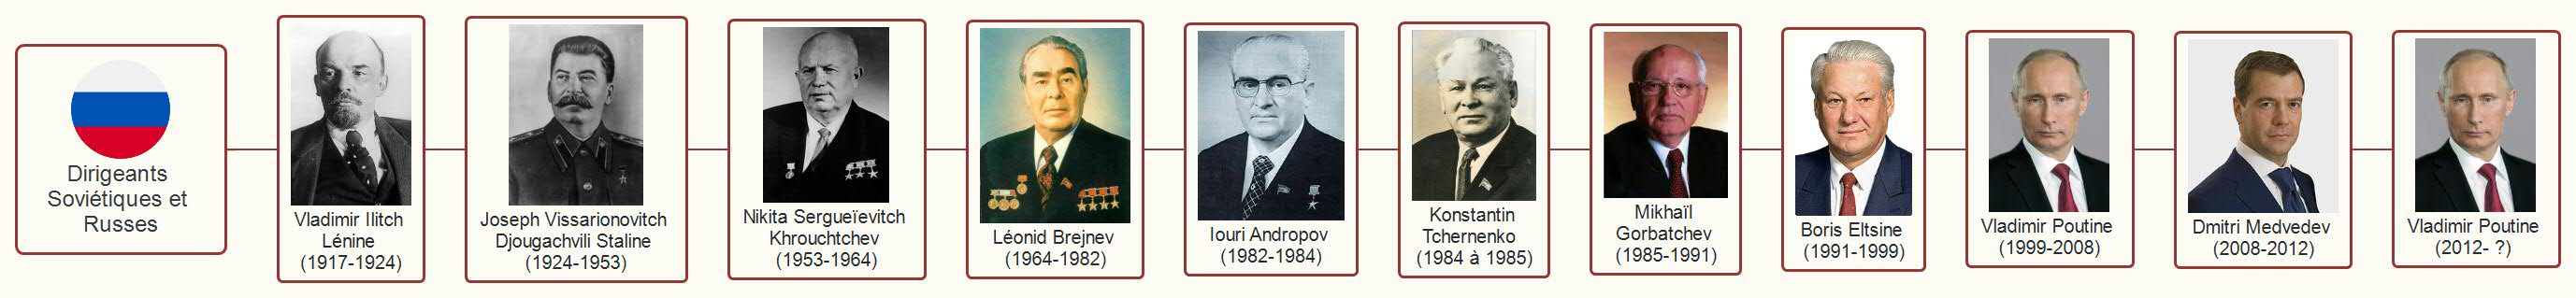 Dirigeants
Soviétiques et
Russes
Vladimir Ilitch
Lénine
(1917-1924)
Joseph Vissarionovitch
Djougachvili Staline
(1924-1953)
Nikita Sergueïevitch
Khrouchtchev
(1953-1964)
Léonid Brejnev
(1964-1982)
Iouri Andropov
(1982-1984)
Konstantin
Tchernenko
(1984 à 1985)
Mikhaïl
Gorbatchev
(1985-1991)
Boris Eltsine
(1991-1999)
Vladimir Poutine
(1999-2008)
Dmitri Medvedev
(2008-2012)
Vladimir Poutine
(2012- ?)